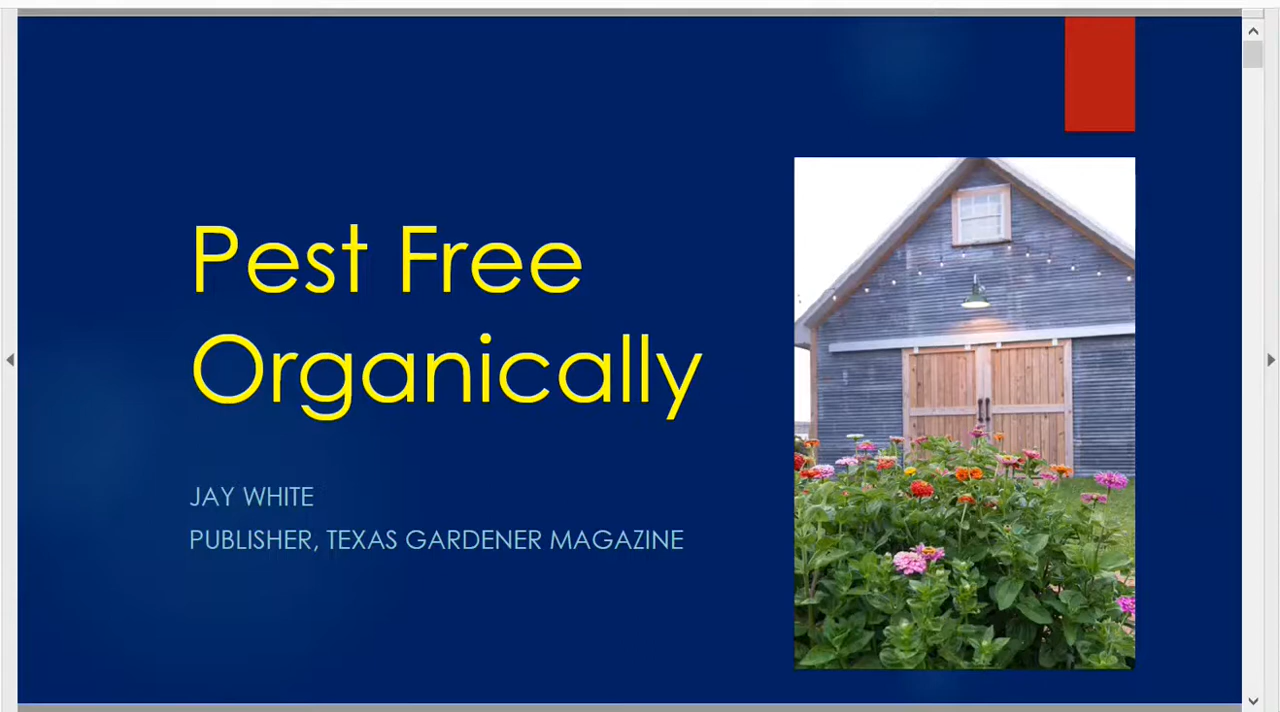 Pest Free
Organically
JAY WHITE
PUBLISHER, TEXAS GARDENER MAGAZINE